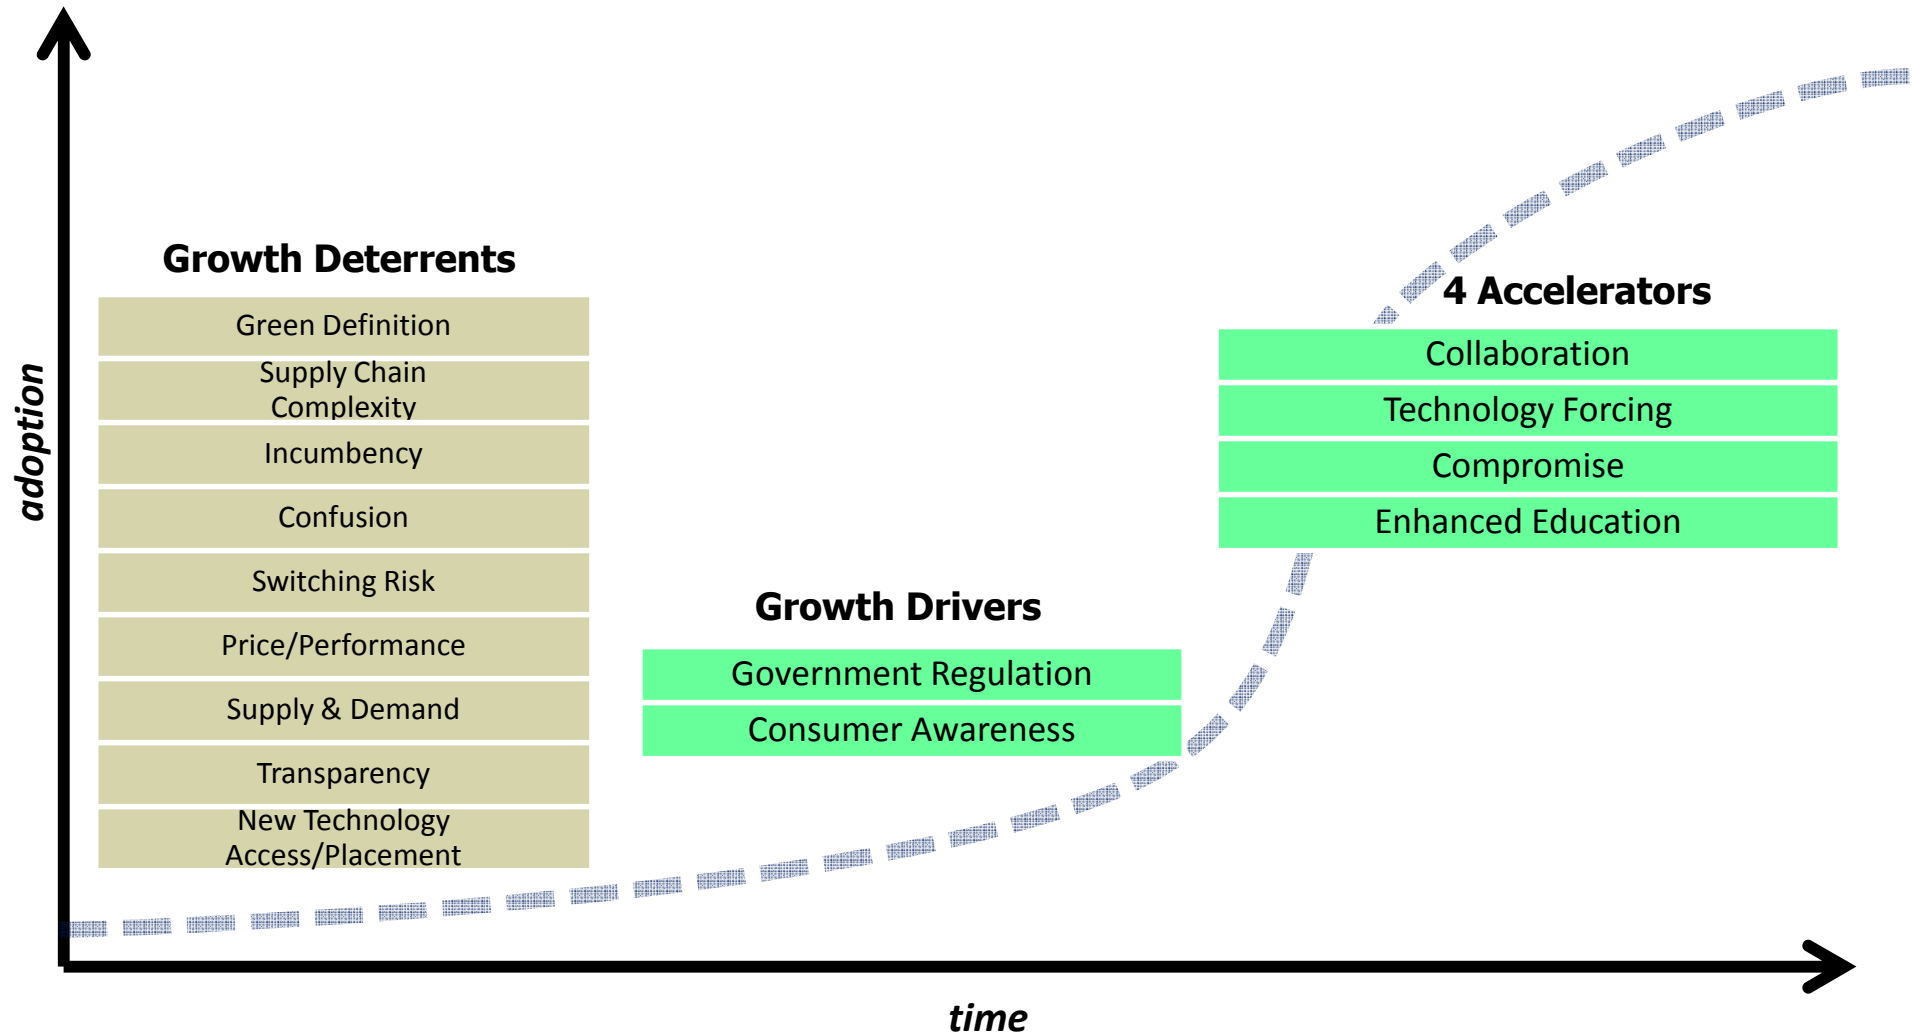 adoption
Growth Deterrents
Green Definition
Supply Chain
Complexity
Incumbency
Confusion
Switching Risk
Price/Performance
Supply & Demand
Transparency
New Technology
Access/Placement
Growth Drivers
Government Regulation
Consumer Awareness
4 Accelerators
Collaboration
Technology Forcing
Compromise
Enhanced Education
time